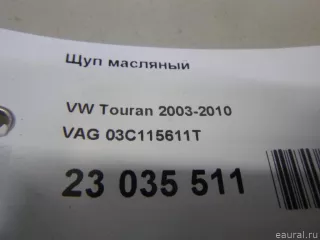 Щуп масляный
VW Touran 2003-2010
VAG 03C115611T
23 035 511
eaural.ru